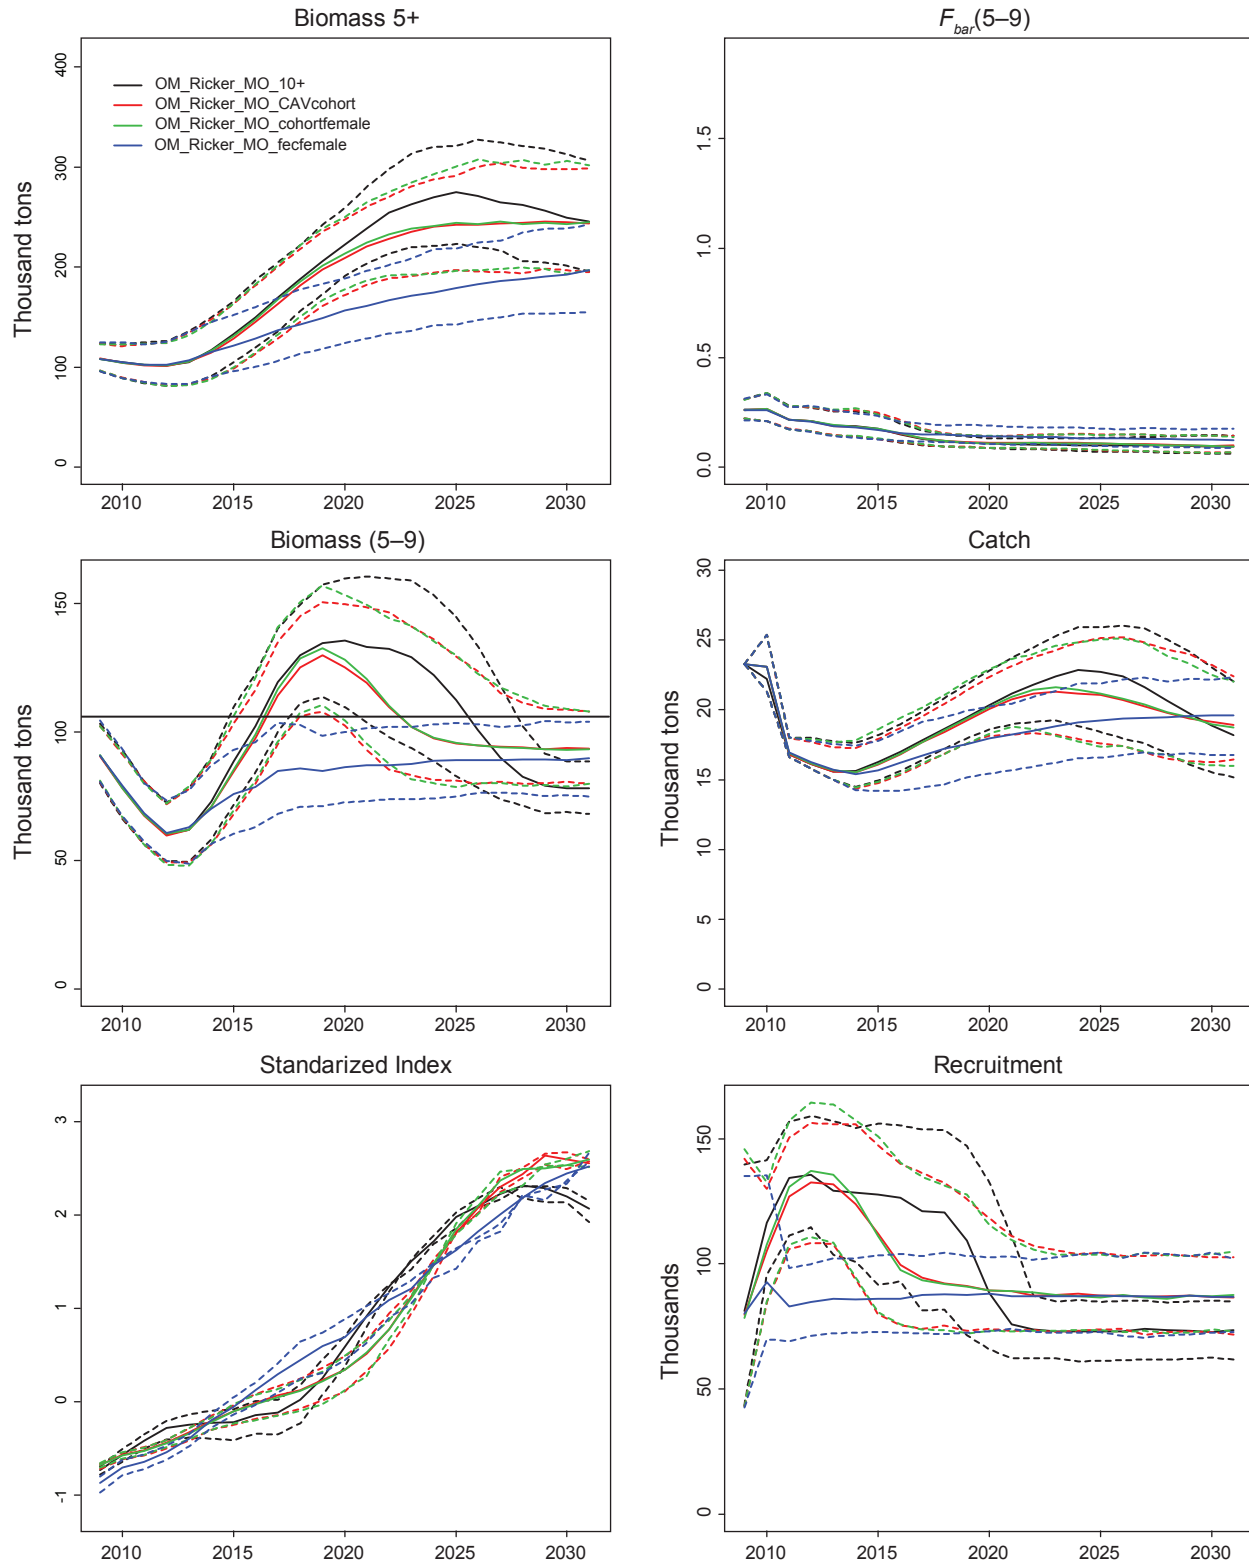 Biomass 5+
Thousand tons
400
300
200
100
0
OM_Ricker_MO_10+
OM_Ricker_MO_CAVcohort
OM_Ricker_MO_cohortfemale
OM_Ricker_MO_fecfemale
2010 2015 2020 2025 2030
F_bar(5–9)
1.5
1.0
0.5
0.0
2010 2015 2020 2025 2030
Biomass (5–9)
Thousand tons
150
100
50
0
2010 2015 2020 2025 2030
Catch
Thousand tons
30
25
20
15
10
5
0
2010 2015 2020 2025 2030
Standarized Index
3
2
1
0
-1
2010 2015 2020 2025 2030
Recruitment
Thousands
150
100
50
0
2010 2015 2020 2025 2030